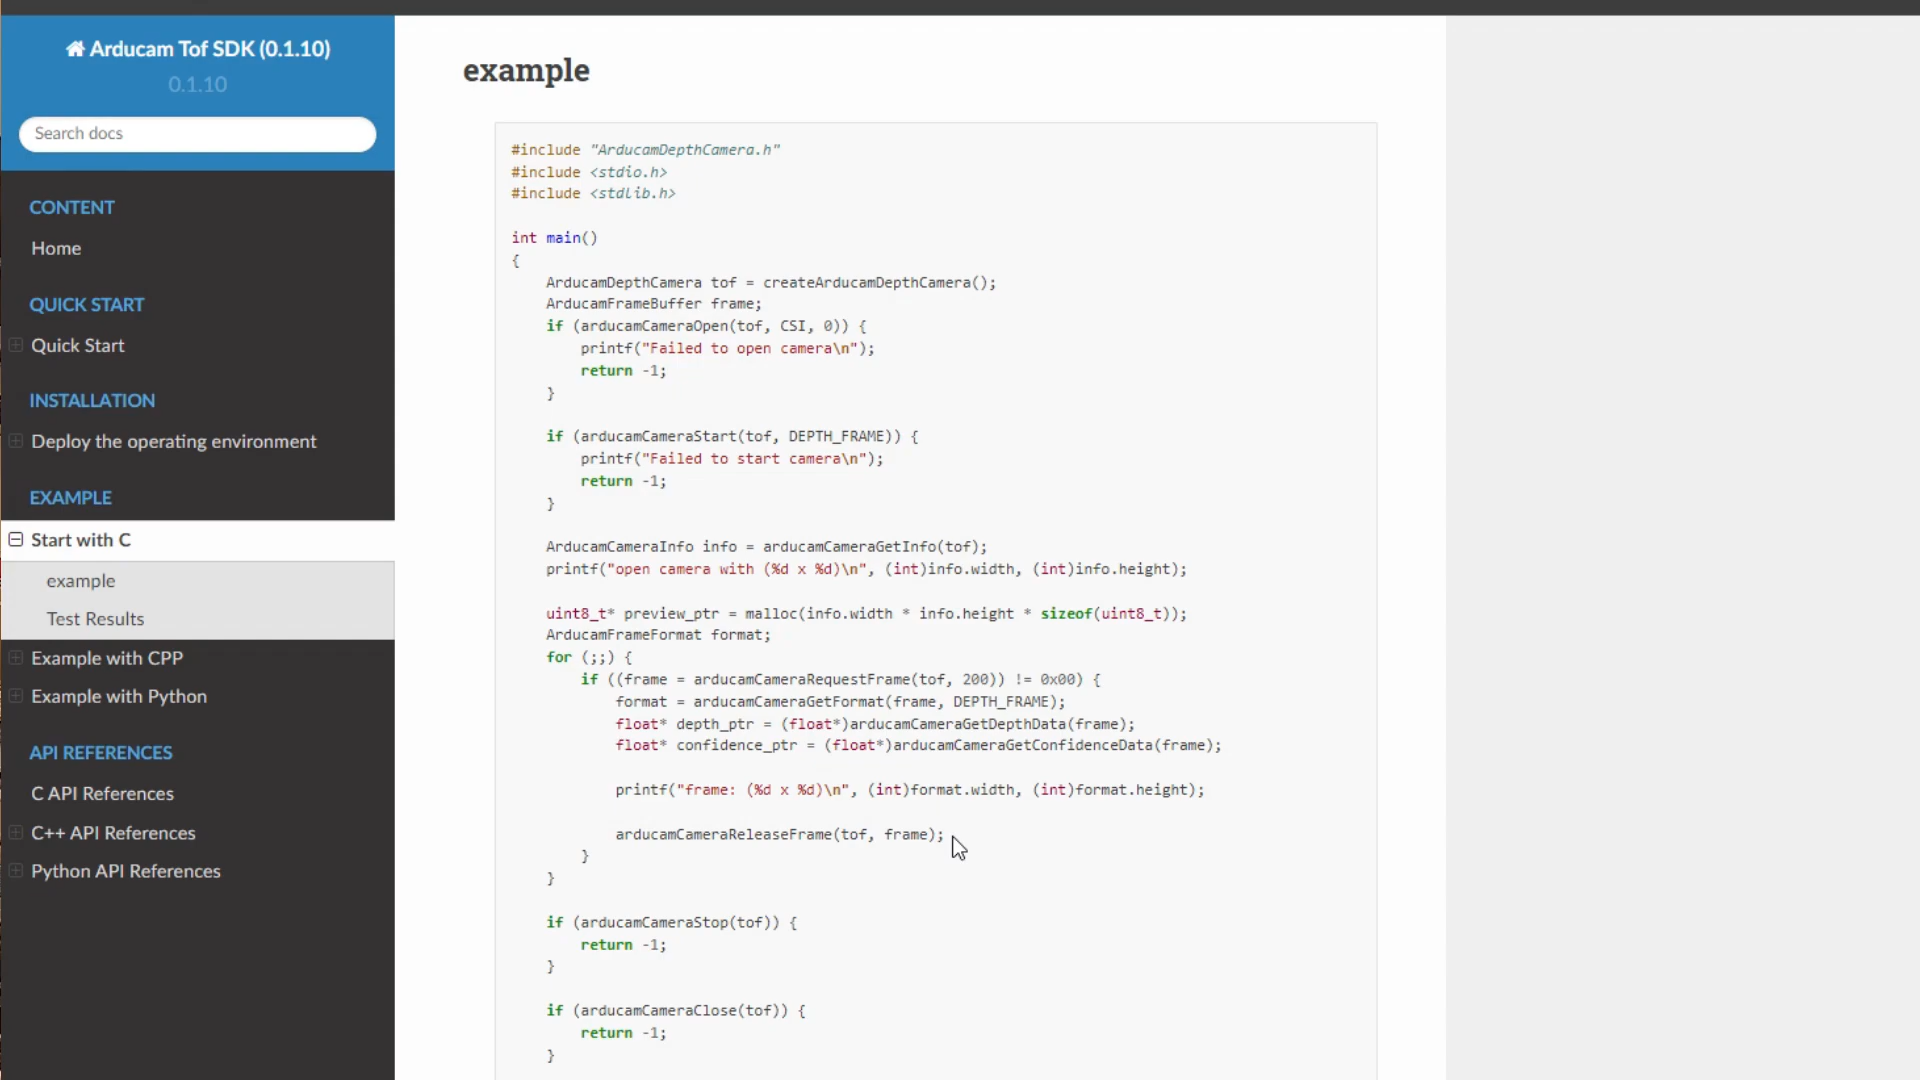 Arducam Tof SDK (0.1.10)
0.1.10
Search docs
CONTENT
Home
QUICK START
Quick Start
INSTALLATION
Deploy the operating environment
EXAMPLE
Start with C
example
Test Results
Example with CPP
Example with Python
API REFERENCES
C API References
C++ API References
Python API References
example
#include "ArducamDepthCamera.h"
#include <stdio.h>
#include <stdlib.h>
int main()
{
    ArducamDepthCamera tof = createArducamDepthCamera();
    ArducamFrameBuffer frame;
    if (arducamCameraOpen(tof, CSI, 0)) {
        printf("Failed to open camera\n");
        return -1;
    }
    if (arducamCameraStart(tof, DEPTH_FRAME)) {
        printf("Failed to start camera\n");
        return -1;
    }
    ArducamCameraInfo info = arducamCameraGetInfo(tof);
    printf("open camera with (%d x %d)\n", (int)info.width, (int)info.height);
    uint8_t* preview_ptr = malloc(info.width * info.height * sizeof(uint8_t));
    ArducamFrameFormat format;
    for (;;) {
        if ((frame = arducamCameraRequestFrame(tof, 200)) != 0x00) {
            format = arducamCameraGetFormat(frame, DEPTH_FRAME);
            float* depth_ptr = (float*)arducamCameraGetDepthData(frame);
            float* confidence_ptr = (float*)arducamCameraGetConfidenceData(frame);
            printf("frame: (%d x %d)\n", (int)format.width, (int)format.height);
            arducamCameraReleaseFrame(tof, frame);
        }
    }
    if (arducamCameraStop(tof)) {
        return -1;
    }
    if (arducamCameraClose(tof)) {
        return -1;
    }